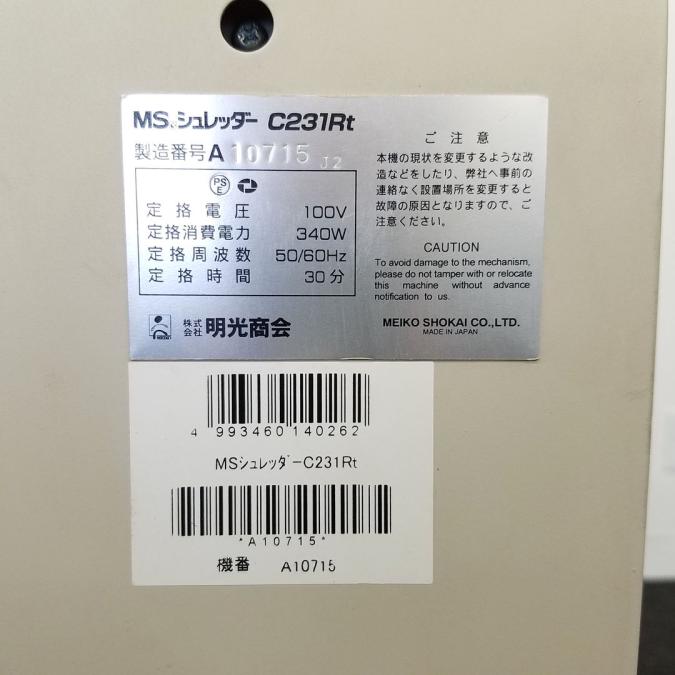 MSシュレッダー C231Rt
製造番号 A 10715 J2
PS
E
定格電圧 100V
定格消費電力 340W
定格周波数 50/60Hz
定格時間 30分
株式
会社 明光商会
ご注意
本機の現状を変更するような改
造などをしたり、弊社へ事前の
連絡なく設置場所を変更すると
故障の原因となりますので、ご
注意ください。
CAUTION
To avoid damage to the mechanism,
please do not tamper with or relocate
this machine without advance
notification to us.
MEIKO SHOKAI CO.,LTD.
MADE IN JAPAN
4 993460 140262
MSシュレッダーC231Rt
*A10715*
機番 A10715